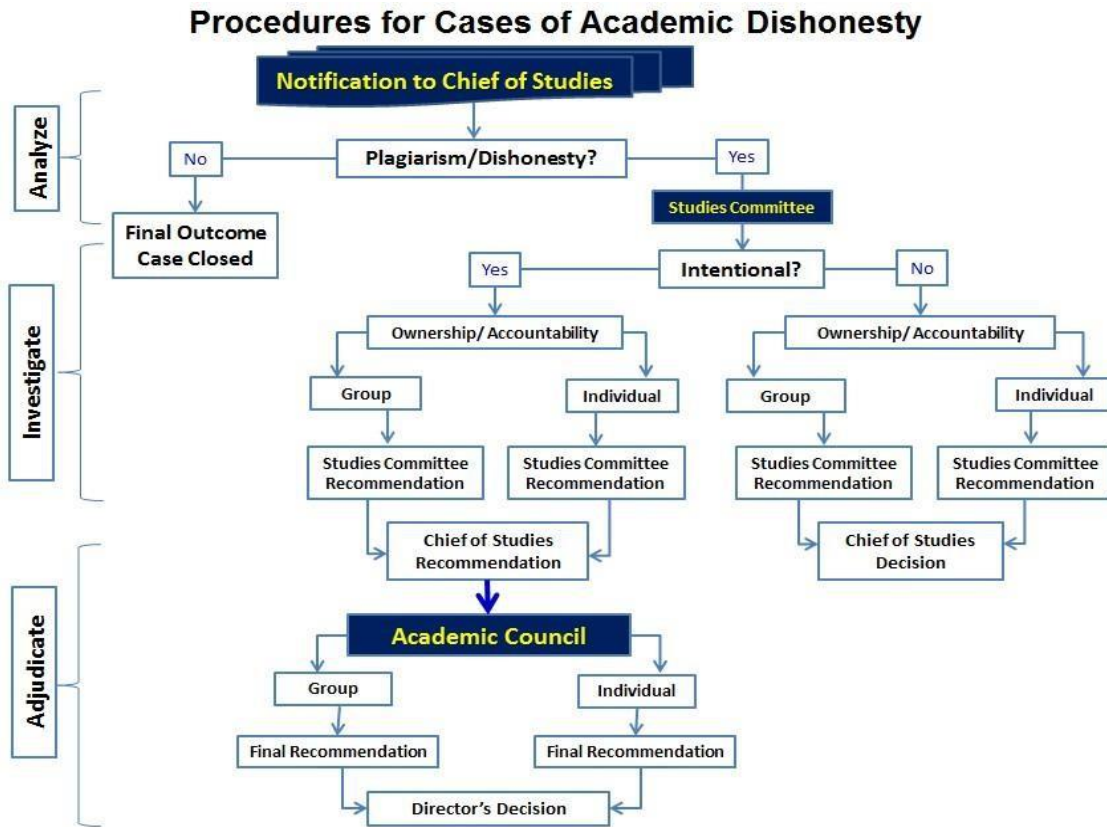 Procedures for Cases of Academic Dishonesty
Notification to Chief of Studies
Analyze
No
Plagiarism/Dishonesty?
Yes
Studies Committee
Final Outcome
Case Closed
Yes
Intentional?
No
Investigate
Ownership/ Accountability
Ownership/ Accountability
Group
Individual
Group
Individual
Studies Committee
Recommendation
Studies Committee
Recommendation
Studies Committee
Recommendation
Studies Committee
Recommendation
Chief of Studies
Recommendation
Chief of Studies
Decision
Adjudicate
Academic Council
Group
Individual
Final Recommendation
Final Recommendation
Director's Decision